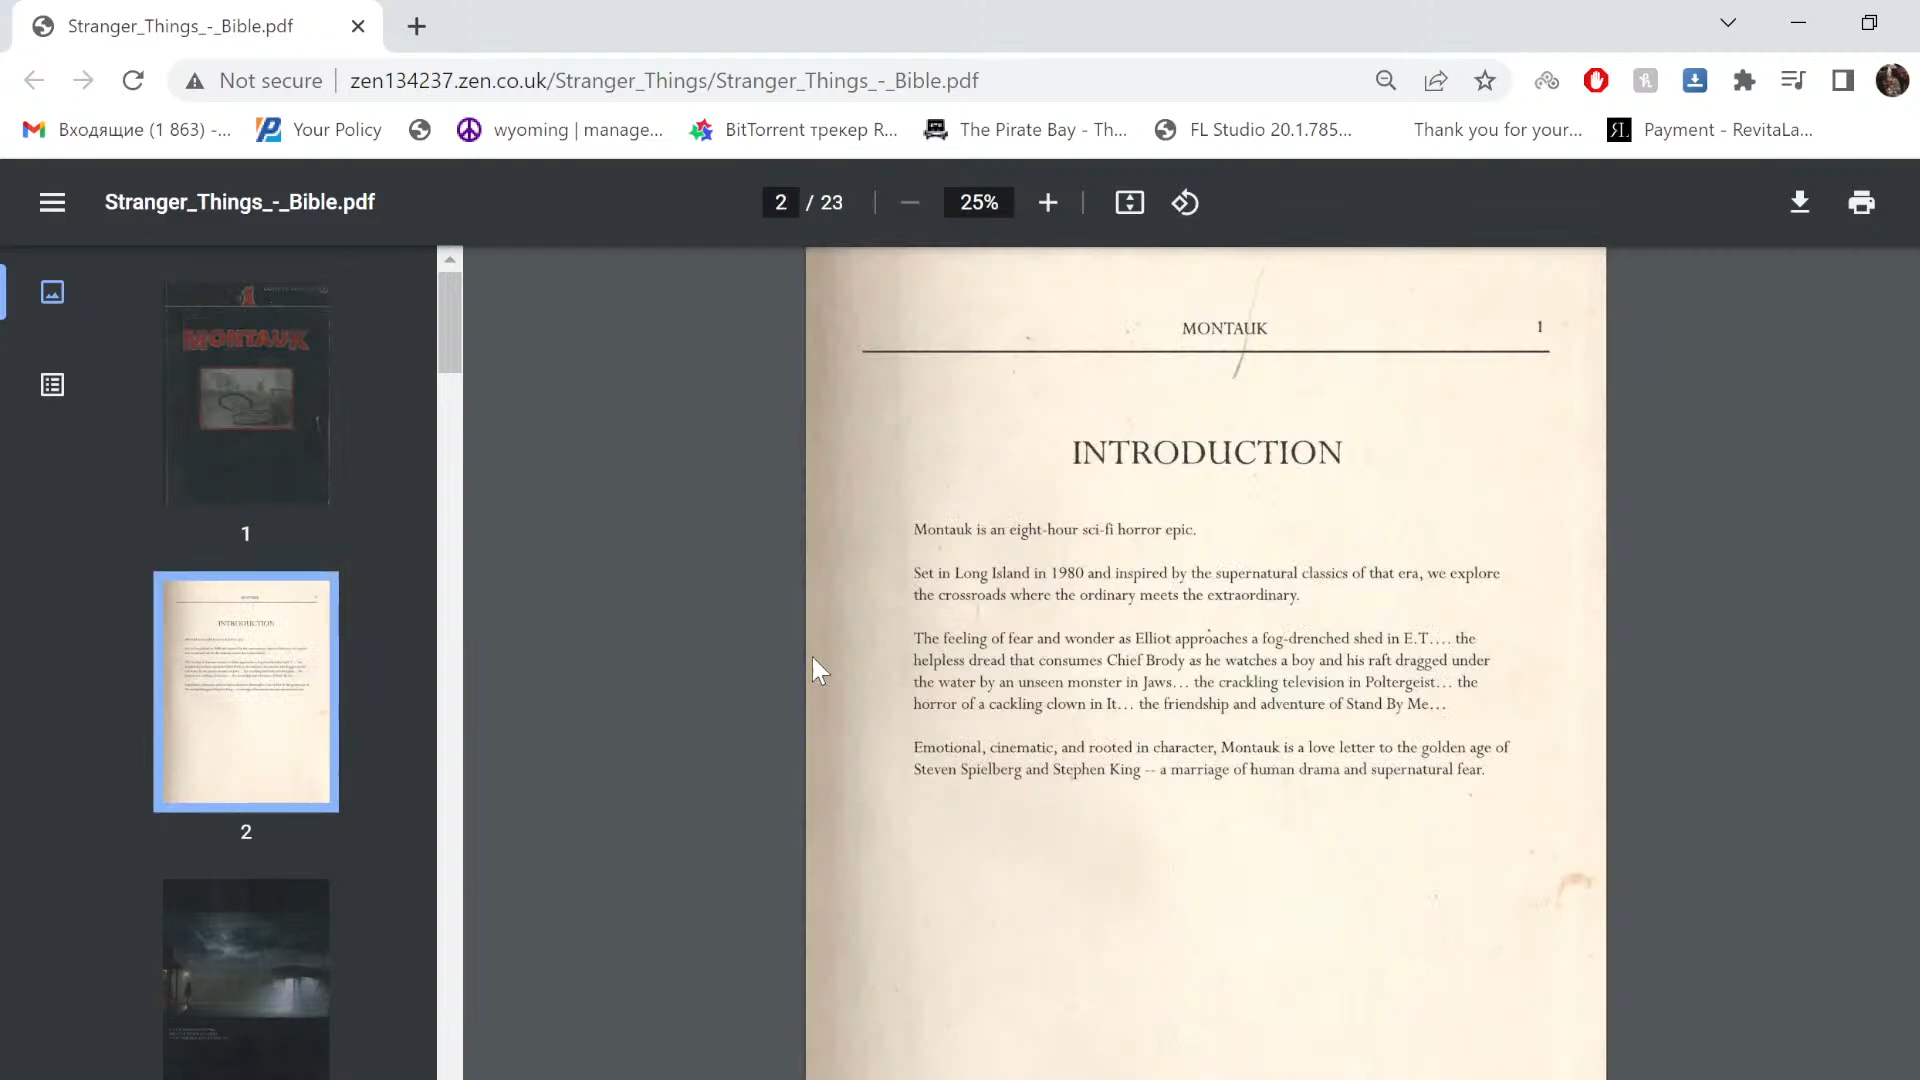 Stranger_Things_-_Bible.pdf
Not secure
zen134237.zen.co.uk/Stranger_Things/Stranger_Things_-_Bible.pdf
Входящие (1 863) -...
Your Policy
wyoming | manage...
BitTorrent трекер R...
The Pirate Bay - Th...
FL Studio 20.1.785...
Thank you for your...
Payment - RevitaLa...
Stranger_Things_-_Bible.pdf
2 / 23
25%
MONTAUK
1
INTRODUCTION
2
MONTAUK 1
INTRODUCTION
Montauk is an eight-hour sci-fi horror epic.
Set in Long Island in 1980 and inspired by the supernatural classics of that era, we explore
the crossroads where the ordinary meets the extraordinary.
The feeling of fear and wonder as Elliot approaches a fog-drenched shed in E.T.... the
helpless dread that consumes Chief Brody as he watches a boy and his raft dragged under
the water by an unseen monster in Jaws... the crackling television in Poltergeist... the
horror of a cackling clown in It... the friendship and adventure of Stand By Me...
Emotional, cinematic, and rooted in character, Montauk is a love letter to the golden age of
Steven Spielberg and Stephen King -- a marriage of human drama and supernatural fear.